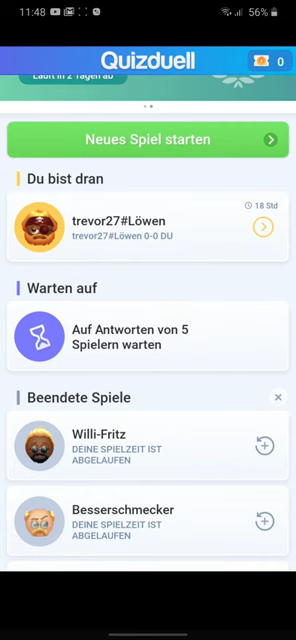 11:48
56%
Quizduell
0
Läuft in 2 Tagen ab
Neues Spiel starten
Du bist dran
18 Std
trevor27#Löwen
trevor27#Löwen 0-0 DU
Warten auf
Auf Antworten von 5
Spielern warten
Beendete Spiele
Willi-Fritz
DEINE SPIELZEIT IST
ABGELAUFEN
Besserschmecker
DEINE SPIELZEIT IST
ABGELAUFEN